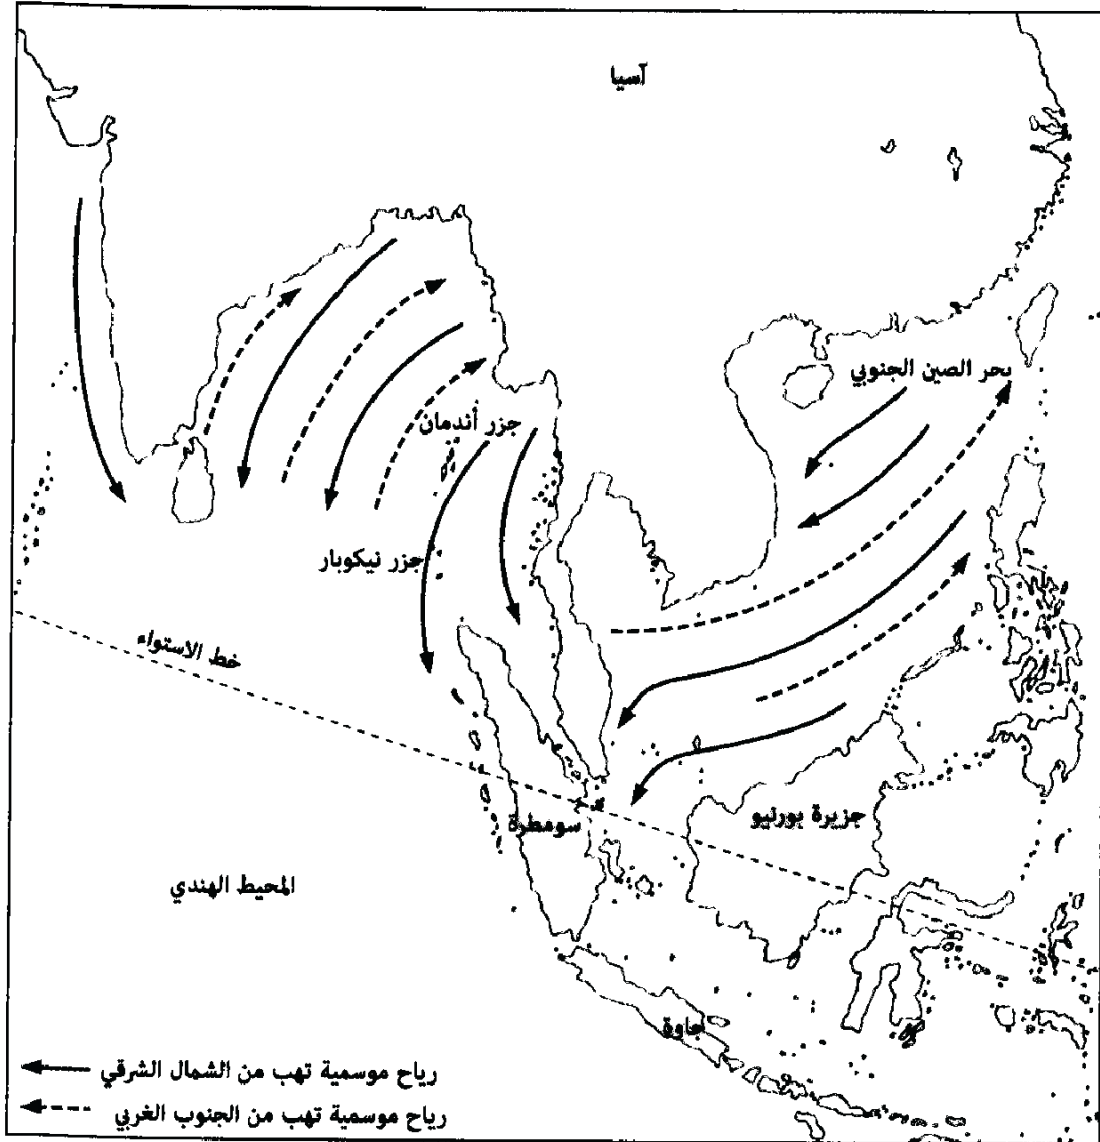 آسيا
بحر الصين الجنوبي
جزر أندمان
جزر نيكوبار
خط الاستواء
سومطرة
جزيرة بورنيو
المحيط الهندي
جاوة
رياح موسمية تهب من الشمال الشرقي
رياح موسمية تهب من الجنوب الغربي